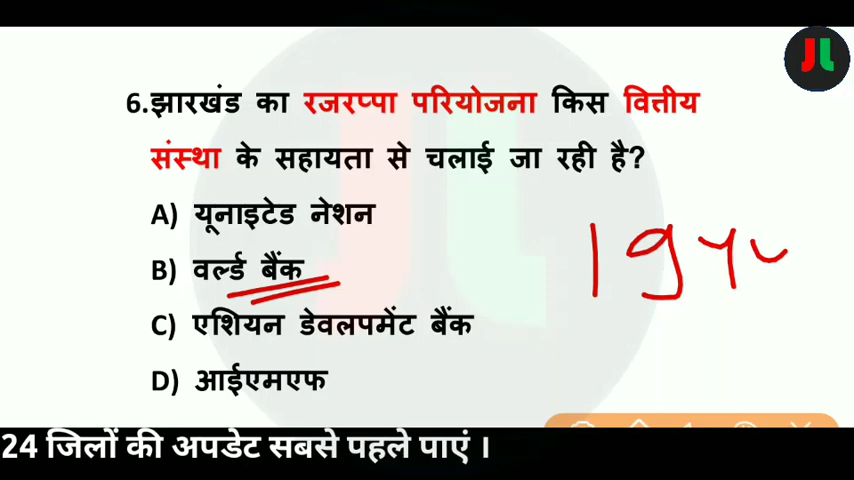 JL
6.झारखंड का रजरप्पा परियोजना किस वित्तीय
संस्था के सहायता से चलाई जा रही है?
A) यूनाइटेड नेशन
B) वर्ल्ड बैंक
C) एशियन डेवलपमेंट बैंक
D) आईएमएफ
24 जिलों की अपडेट सबसे पहले पाएं ।